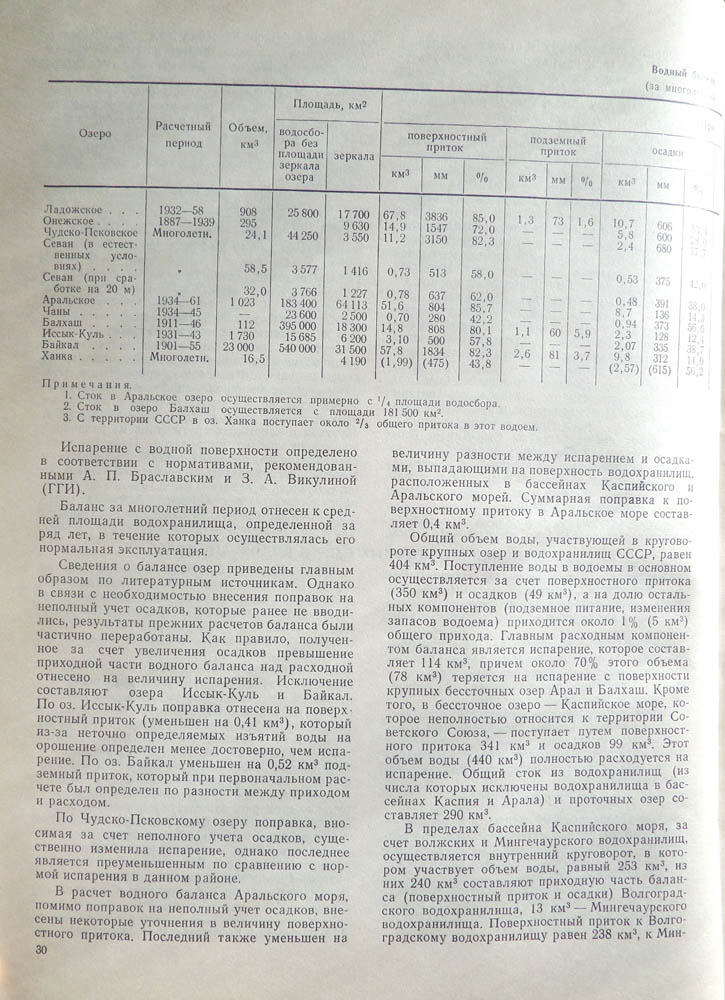 Водный
(за много
Озеро
Расчетный период
Объем, км³
Площадь, км²
водосбора без площади зеркала озера
зеркала
поверхностный приток
подземный приток
осадки
км³ мм % км³ мм % км³ мм
Ладожское . . . 1932—58 908 25 800 17 700 67,8 3836 85,0 1,3 73 1,6 10,7 606
Онежское . . . . 1887—1939 295 9 630 14,9 1547 72,0 — — — 5,8 600
Чудско-Псковское Многолетн. 24,1 44 250 3 550 11,2 3150 82,3 — — — 2,4 680
Севан (в естест-
венных усло-
виях) . . . . „ 58,5 3 577 1 416 0,73 513 58,0 — — — 0,53 375
Севан (при сра-
ботке на 20 м) „ 32,0 3 766 1 227 0,78 637 62,0 — — — 0,48 391
Аральское . . . 1934—61 1 023 183 400 64 113 51,6 804 85,7 — — — 8,7 136
Чаны . . . . . 1934—45 — 23 600 2 500 0,70 280 42,2 — — — 0,94 373
Балхаш . . . . 1911—46 112 395 000 18 300 14,8 808 80,1 1,1 60 5,9 2,3 128
Иссык-Куль . . . 1931—43 1 730 15 685 6 200 3,10 500 57,8 2,07 335
Байкал . . . . . 1901—55 23 000 540 000 31 500 57,8 1834 82,3 2,6 81 3,7 9,8 312
Ханка . . . . . Многолетн. 16,5 4 190 (1,99) (475) 43,8 — — — (2,57) (615) 56,2
Примечания.
1. Сток в Аральское озеро осуществляется примерно с ¹/₄ площади водосбора.
2. Сток в озеро Балхаш осуществляется с площади 181 500 км².
3. С территории СССР в оз. Ханка поступает около ²/₃ общего притока в этот водоем.
Испарение с водной поверхности определено
в соответствии с нормативами, рекомендован-
ными А. П. Браславским и З. А. Викулиной
(ГГИ).
Баланс за многолетний период отнесен к сред-
ней площади водохранилища, определенной за
ряд лет, в течение которых осуществлялась его
нормальная эксплуатация.
Сведения о балансе озер приведены главным
образом по литературным источникам. Однако
в связи с необходимостью внесения поправок на
неполный учет осадков, которые ранее не вводи-
лись, результаты прежних расчетов баланса были
частично переработаны. Как правило, получен-
ное за счет увеличения осадков превышение
приходной части водного баланса над расходной
отнесено на величину испарения. Исключение
составляют озера Иссык-Куль и Байкал.
По оз. Иссык-Куль поправка отнесена на поверх-
ностный приток (уменьшен на 0,41 км³), который
из-за неточно определяемых изъятий воды на
орошение определен менее достоверно, чем испа-
рение. По оз. Байкал уменьшен на 0,52 км³ под-
земный приток, который при первоначальном рас-
чете был определен по разности между приходом
и расходом.
По Чудско-Псковскому озеру поправка, вно-
симая за счет неполного учета осадков, суще-
ственно изменила испарение, однако последнее
является преуменьшенным по сравнению с нор-
мой испарения в данном районе.
В расчет водного баланса Аральского моря,
помимо поправок на неполный учет осадков, вне-
сены некоторые уточнения в величину поверхно-
стного притока. Последний также уменьшен на
30
величину разности между испарением и осадка-
ми, выпадающими на поверхность водохранилищ,
расположенных в бассейнах Каспийского и
Аральского морей. Суммарная поправка к по-
верхностному притоку в Аральское море состав-
ляет 0,4 км³.
Общий объем воды, участвующей в кругово-
роте крупных озер и водохранилищ СССР, равен
404 км³. Поступление воды в водоемы в основном
осуществляется за счет поверхностного притока
(350 км³) и осадков (49 км³), а на долю осталь-
ных компонентов (подземное питание, изменения
запасов водоема) приходится около 1% (5 км³)
общего прихода. Главным расходным компонен-
том баланса является испарение, которое состав-
ляет 114 км³, причем около 70% этого объема
(78 км³) теряется на испарение с поверхности
крупных бессточных озер Арал и Балхаш. Кроме
того, в бессточное озеро — Каспийское море, ко-
торое неполностью относится к территории Со-
ветского Союза, — поступает путем поверхност-
ного притока 341 км³ и осадков 99 км³. Этот
объем воды (440 км³) полностью расходуется на
испарение. Общий сток из водохранилищ (из
числа которых исключены водохранилища в бас-
сейнах Каспия и Арала) и проточных озер со-
ставляет 290 км³.
В пределах бассейна Каспийского моря, за
счет волжских и Мингечаурского водохранилищ,
осуществляется внутренний круговорот, в кото-
ром участвует объем воды, равный 253 км³, из
них 240 км³ составляют приходную часть балан-
са (поверхностный приток и осадки) Волгоград-
ского водохранилища, 13 км³ — Мингечаурского
водохранилища. Поверхностный приток к Волго-
градскому водохранилищу равен 238 км³, к Мин-